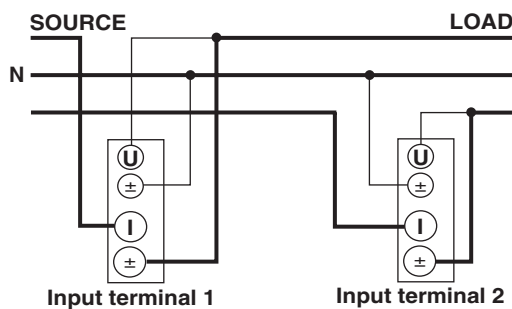 SOURCE LOAD
N
U U
± ±
I I
± ±
Input terminal 1 Input terminal 2